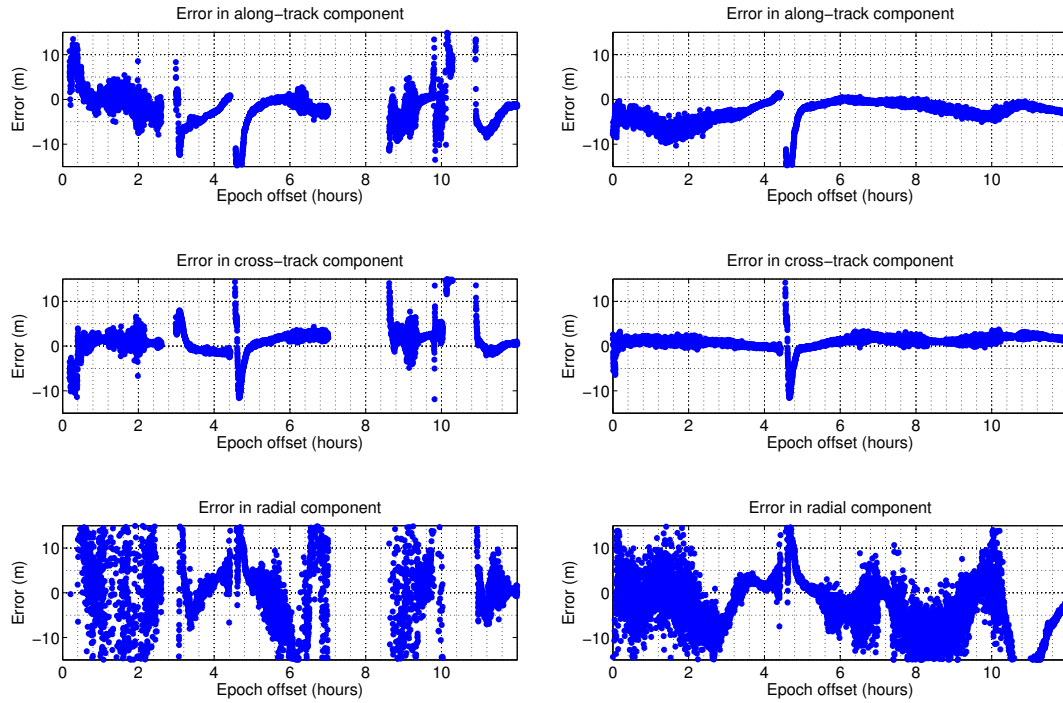 Error in along−track component
10
0
−10
Error (m)
0 2 4 6 8 10
Epoch offset (hours)
Error in along−track component
10
0
−10
Error (m)
0 2 4 6 8 10
Epoch offset (hours)
Error in cross−track component
10
0
−10
Error (m)
0 2 4 6 8 10
Epoch offset (hours)
Error in cross−track component
10
0
−10
Error (m)
0 2 4 6 8 10
Epoch offset (hours)
Error in radial component
10
0
−10
Error (m)
0 2 4 6 8 10
Epoch offset (hours)
Error in radial component
10
0
−10
Error (m)
0 2 4 6 8 10
Epoch offset (hours)